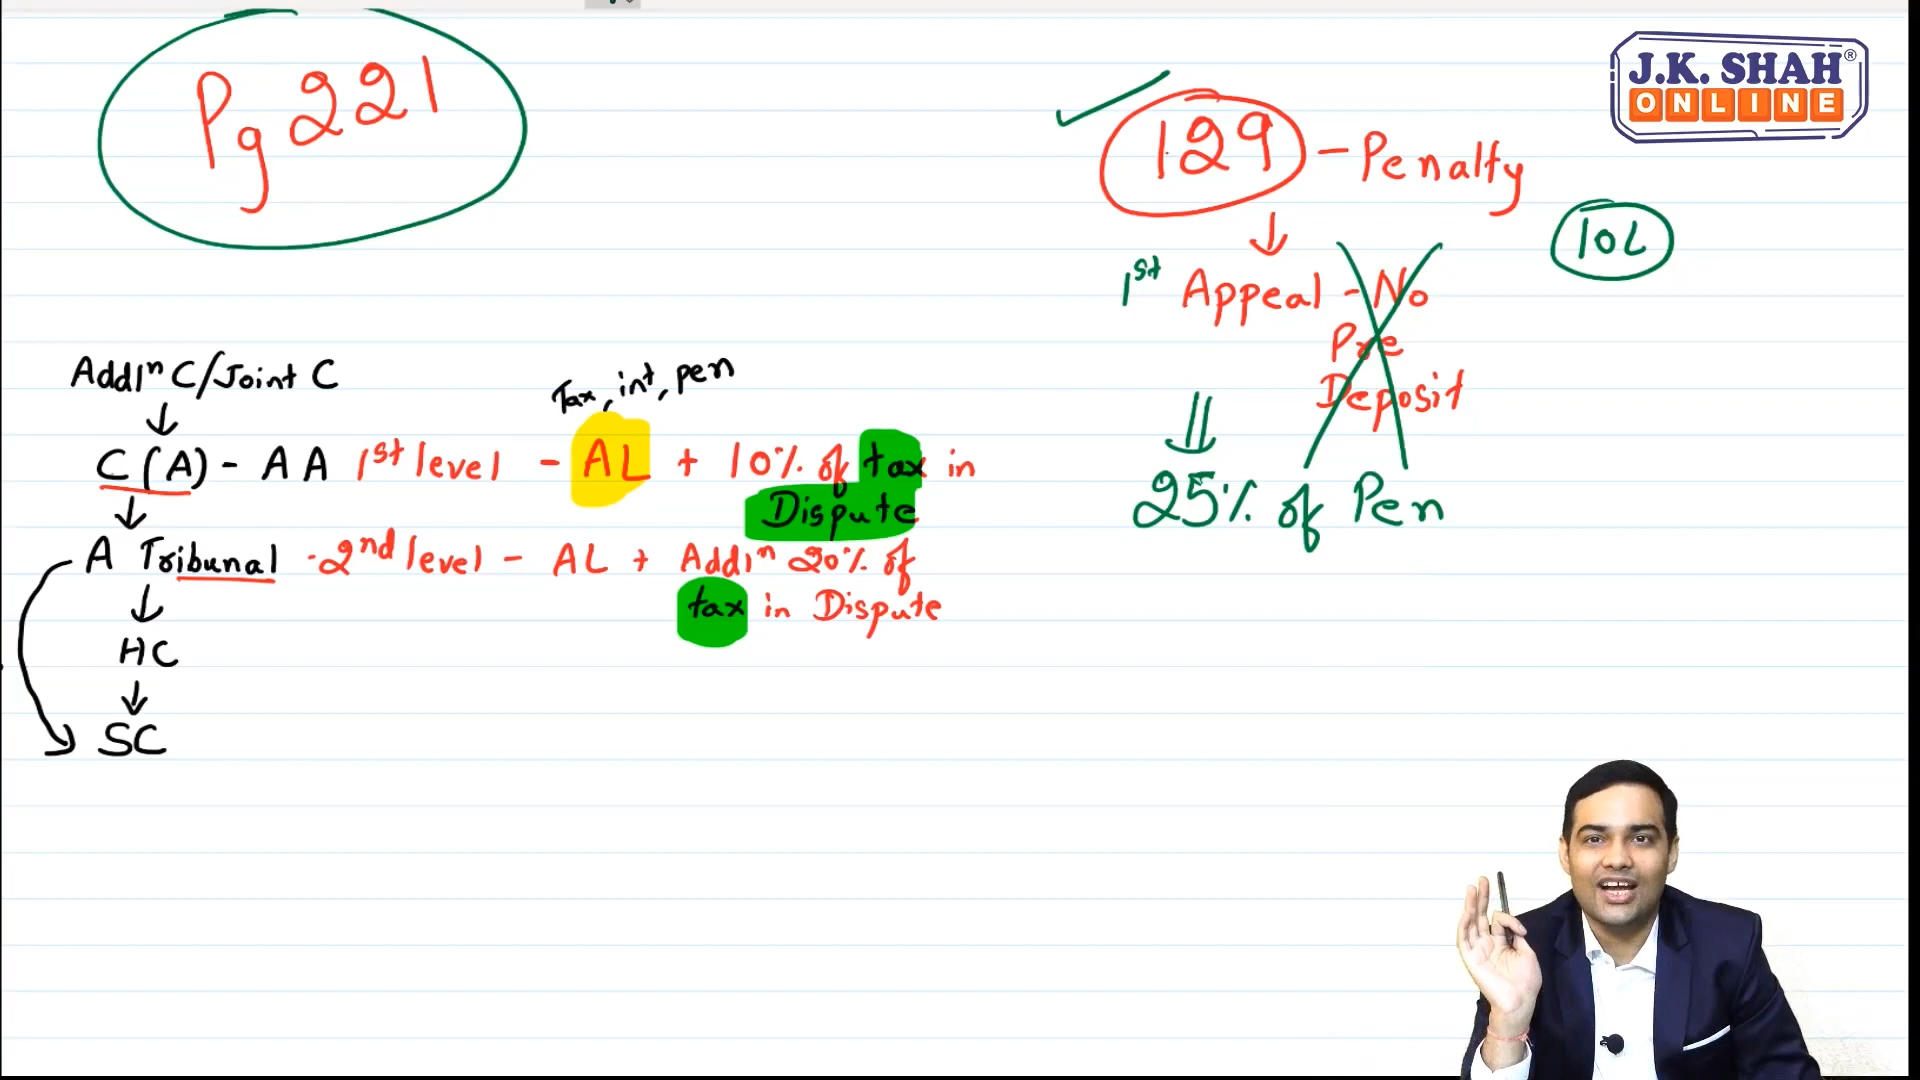 Pg 221
J.K. SHAH®
ONLINE
129 - Penalty
10L
1st Appeal - No
Pre
Deposit
25% of Pen
Addln C/Joint C
Tax, int, pen
C(A) - AA 1st level - AL + 10% of tax in
Dispute
A Tribunal - 2nd level - AL + Addln 20% of
tax in Dispute
HC
SC